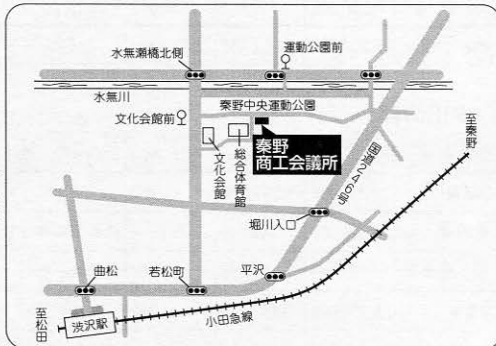 水無瀬橋北側
運動公園前
水無川
秦野中央運動公園
文化会館前
文化会館
総合体育館
秦野
商工会議所
国道246号
至秦野
堀川入口
曲松
若松町
平沢
至松田
渋沢駅
小田急線